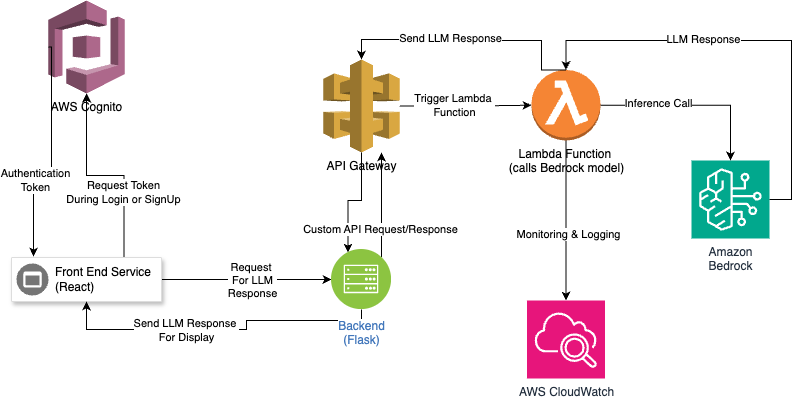 Send LLM Response
LLM Response
AWS Cognito
Trigger Lambda
Function
Inference Call
API Gateway
Lambda Function
(calls Bedrock model)
Authentication
Token
Request Token
During Login or SignUp
Custom API Request/Response
Monitoring & Logging
Amazon
Bedrock
Front End Service
(React)
Request
For LLM
Response
Send LLM Response
For Display
Backend
(Flask)
AWS CloudWatch